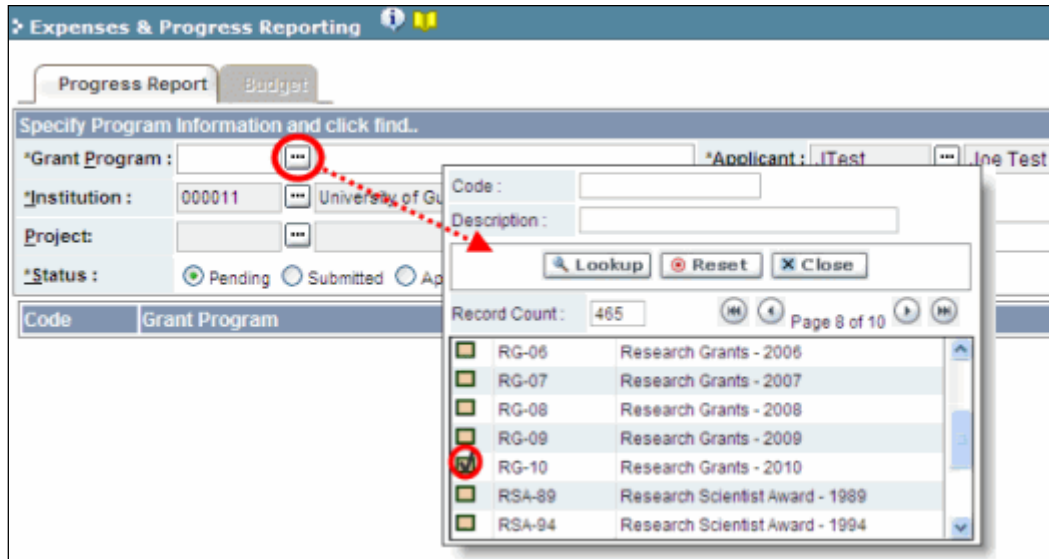 Expenses & Progress Reporting
Progress Report Budget
Specify Program Information and click find..
*Grant Program : ... *Applicant : JTest ... Joe Test
*Institution : 000011 ... University of Gu
Project: ...
*Status : Pending Submitted Ap
Code Grant Program
Code :
Description :
Lookup Reset Close
Record Count : 465 Page 8 of 10
RG-06 Research Grants - 2006
RG-07 Research Grants - 2007
RG-08 Research Grants - 2008
RG-09 Research Grants - 2009
RG-10 Research Grants - 2010
RSA-89 Research Scientist Award - 1989
RSA-94 Research Scientist Award - 1994